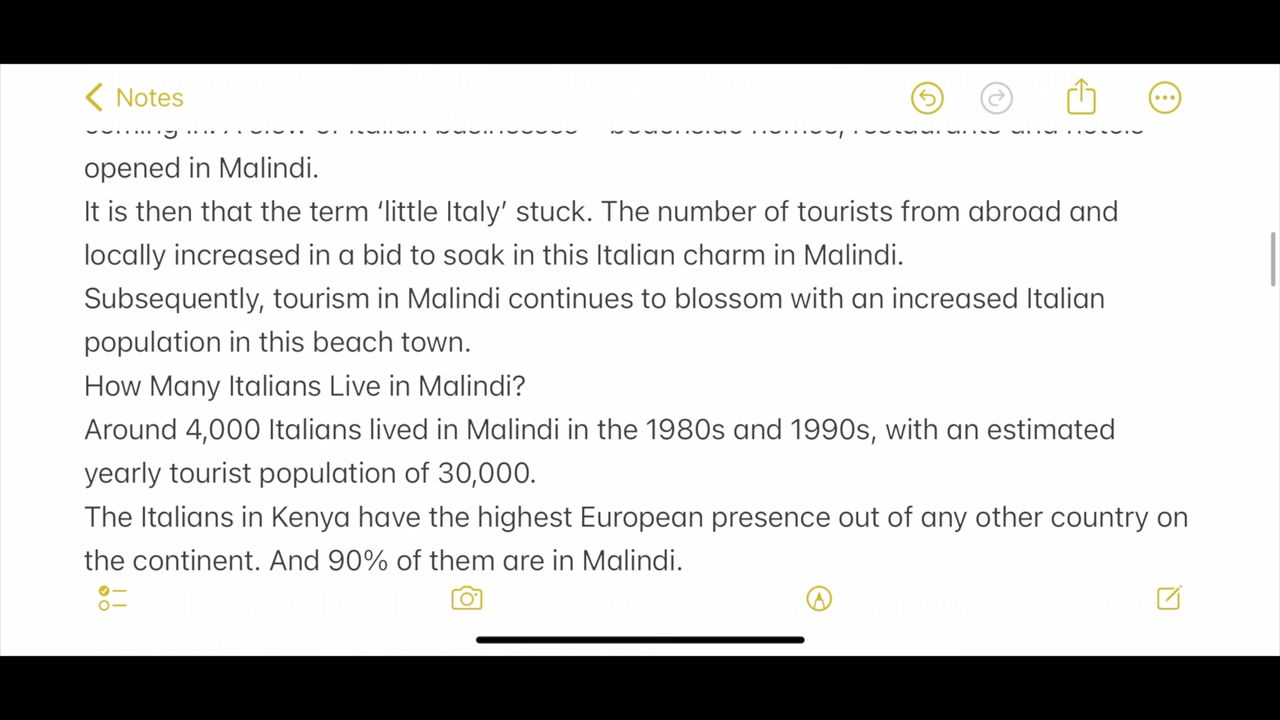 Notes
opened in Malindi.
It is then that the term ‘little Italy’ stuck. The number of tourists from abroad and
locally increased in a bid to soak in this Italian charm in Malindi.
Subsequently, tourism in Malindi continues to blossom with an increased Italian
population in this beach town.
How Many Italians Live in Malindi?
Around 4,000 Italians lived in Malindi in the 1980s and 1990s, with an estimated
yearly tourist population of 30,000.
The Italians in Kenya have the highest European presence out of any other country on
the continent. And 90% of them are in Malindi.